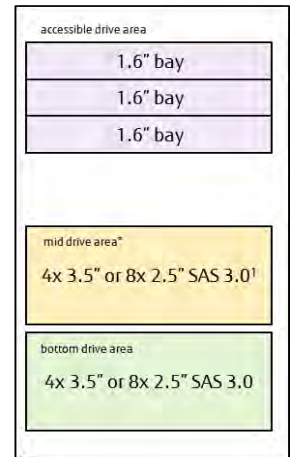 accessible drive area
1.6" bay
1.6" bay
1.6" bay
mid drive area*
4x 3.5" or 8x 2.5" SAS 3.0¹
bottom drive area
4x 3.5" or 8x 2.5" SAS 3.0